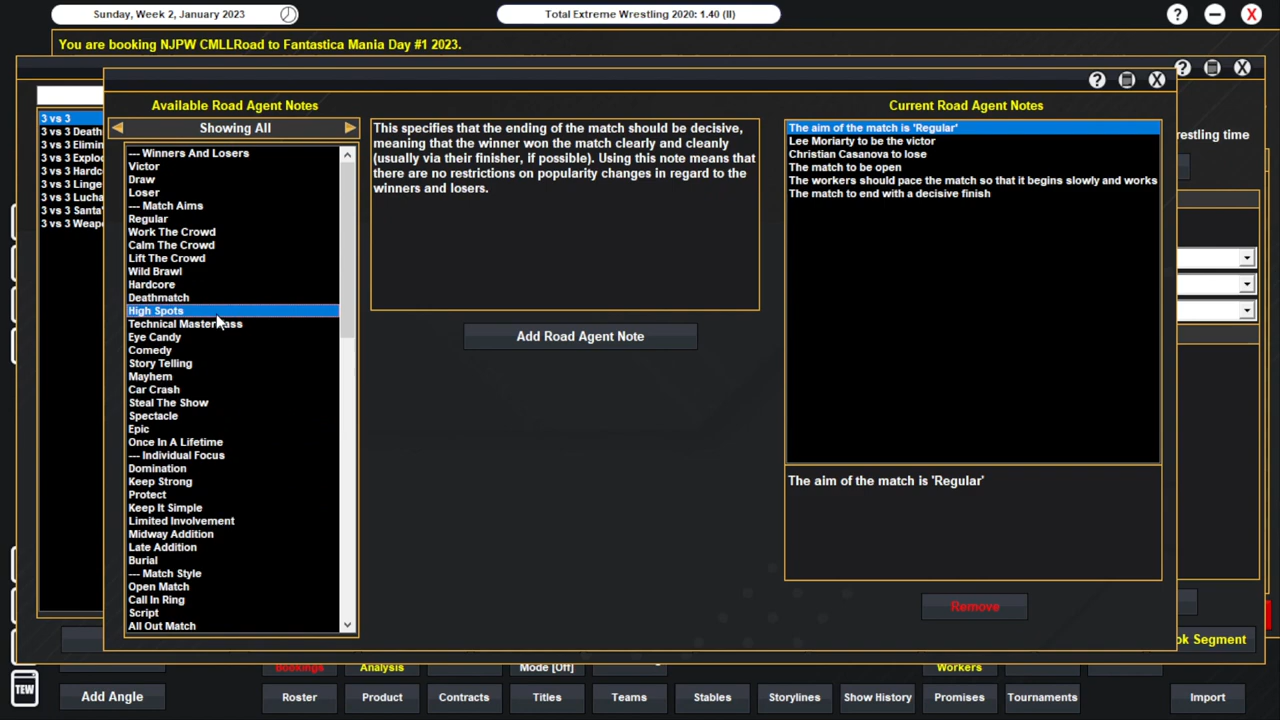 Sunday, Week 2, January 2023
Total Extreme Wrestling 2020: 1.40 (II)
?
X
You are booking NJPW CMLLRoad to Fantastica Mania Day #1 2023.
? X
? X
Available Road Agent Notes
Current Road Agent Notes
Showing All
3 vs 3
3 vs 3 Death
3 vs 3 Elimin
3 vs 3 Explo
3 vs 3 Hardc
3 vs 3 Linge
3 vs 3 Lucha
3 vs 3 Santa'
3 vs 3 Weap
--- Winners And Losers
Victor
Draw
Loser
--- Match Aims
Regular
Work The Crowd
Calm The Crowd
Lift The Crowd
Wild Brawl
Hardcore
Deathmatch
High Spots
Technical Masterclass
Eye Candy
Comedy
Story Telling
Mayhem
Car Crash
Steal The Show
Spectacle
Epic
Once In A Lifetime
--- Individual Focus
Domination
Keep Strong
Protect
Keep It Simple
Limited Involvement
Midway Addition
Late Addition
Burial
--- Match Style
Open Match
Call In Ring
Script
All Out Match
This specifies that the ending of the match should be decisive,
meaning that the winner won the match clearly and cleanly
(usually via their finisher, if possible). Using this note means that
there are no restrictions on popularity changes in regard to the
winners and losers.
Add Road Agent Note
The aim of the match is 'Regular'
Lee Moriarty to be the victor
Christian Casanova to lose
The match to be open
The workers should pace the match so that it begins slowly and works
The match to end with a decisive finish
The aim of the match is 'Regular'
Remove
restling time
ok Segment
Bookings
Analysis
Mode [Off]
Workers
TEW
Add Angle
Roster
Product
Contracts
Titles
Teams
Stables
Storylines
Show History
Promises
Tournaments
Import